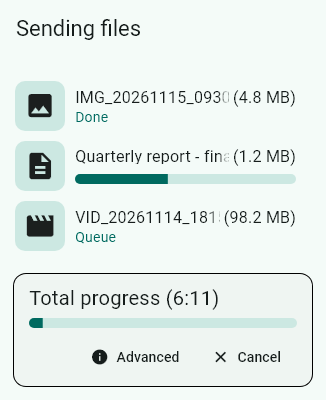 Sending files
IMG_20261115_0930 (4.8 MB)
Done
Quarterly report - fina (1.2 MB)
VID_20261114_181 (98.2 MB)
Queue
Total progress (6:11)
Advanced
Cancel